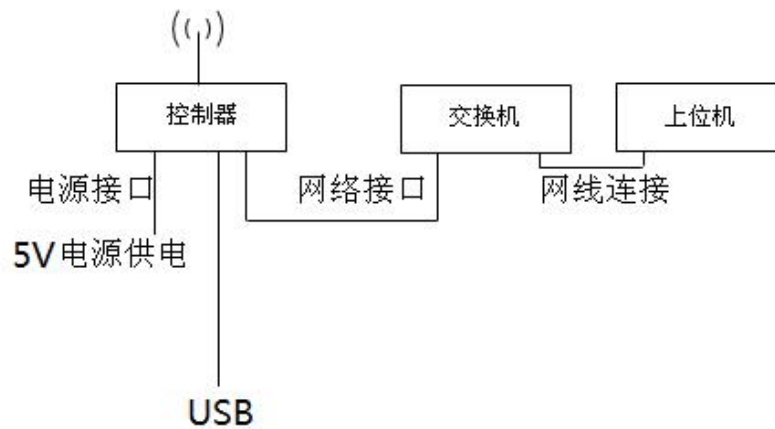 控制器
交换机
上位机
电源接口
网络接口
网线连接
5V电源供电
USB